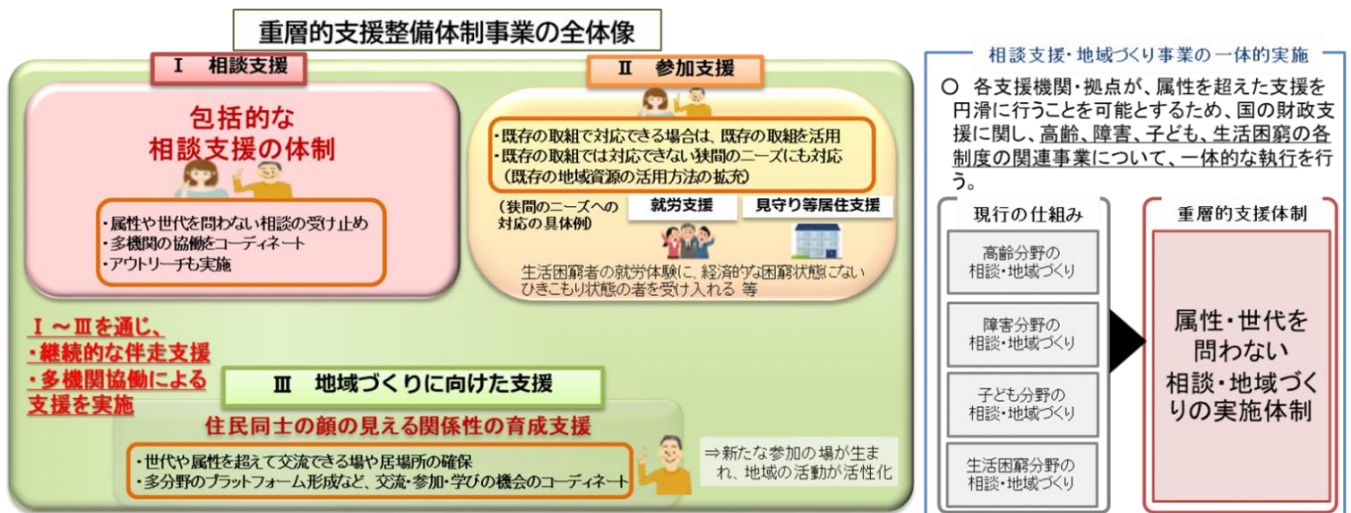 重層的支援整備体制事業の全体像
Ⅰ 相談支援
包括的な
相談支援の体制
・属性や世代を問わない相談の受け止め
・多機関の協働をコーディネート
・アウトリーチも実施
Ⅱ 参加支援
・既存の取組で対応できる場合は、既存の取組を活用
・既存の取組では対応できない狭間のニーズにも対応
(既存の地域資源の活用方法の拡充)
(狭間のニーズへの
対応の具体例)
就労支援
見守り等居住支援
生活困窮者の就労体験に、経済的な困窮状態にない
ひきこもり状態の者を受け入れる 等
Ⅰ～Ⅲを通じ、
・継続的な伴走支援
・多機関協働による
支援を実施
Ⅲ 地域づくりに向けた支援
住民同士の顔の見える関係性の育成支援
・世代や属性を超えて交流できる場や居場所の確保
・多分野のプラットフォーム形成など、交流・参加・学びの機会のコーディネート
⇒新たな参加の場が生ま
れ、地域の活動が活性化
相談支援・地域づくり事業の一体的実施
○ 各支援機関・拠点が、属性を超えた支援を
円滑に行うことを可能とするため、国の財政支
援に関し、高齢、障害、子ども、生活困窮の各
制度の関連事業について、一体的な執行を行
う。
現行の仕組み
高齢分野の
相談・地域づくり
障害分野の
相談・地域づくり
子ども分野の
相談・地域づくり
生活困窮分野の
相談・地域づくり
重層的支援体制
属性・世代を
問わない
相談・地域づく
りの実施体制